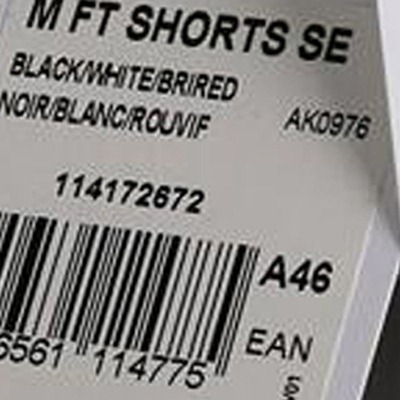 M FT SHORTS SE
BLACK/WHITE/BRIRED
NOIR/BLANC/ROUVIF
AK0976
114172672
A46
6561 114775
EAN